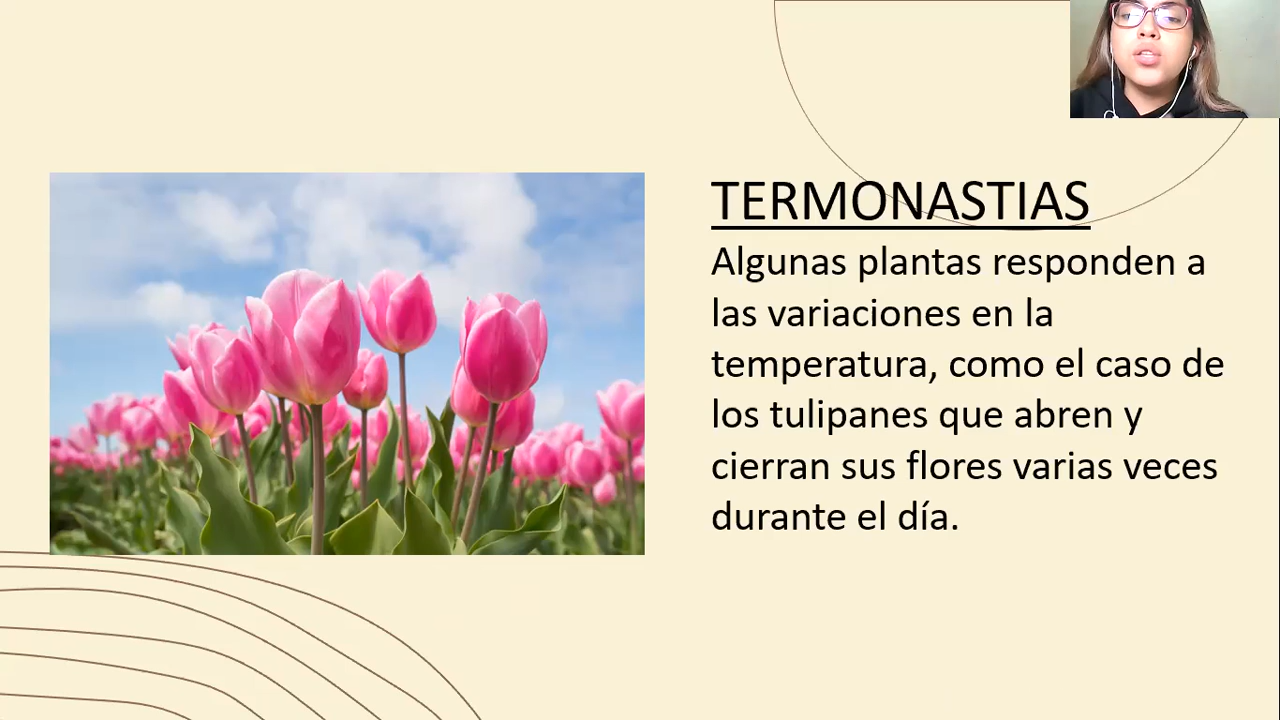 TERMONASTIAS
Algunas plantas responden a
las variaciones en la
temperatura, como el caso de
los tulipanes que abren y
cierran sus flores varias veces
durante el día.